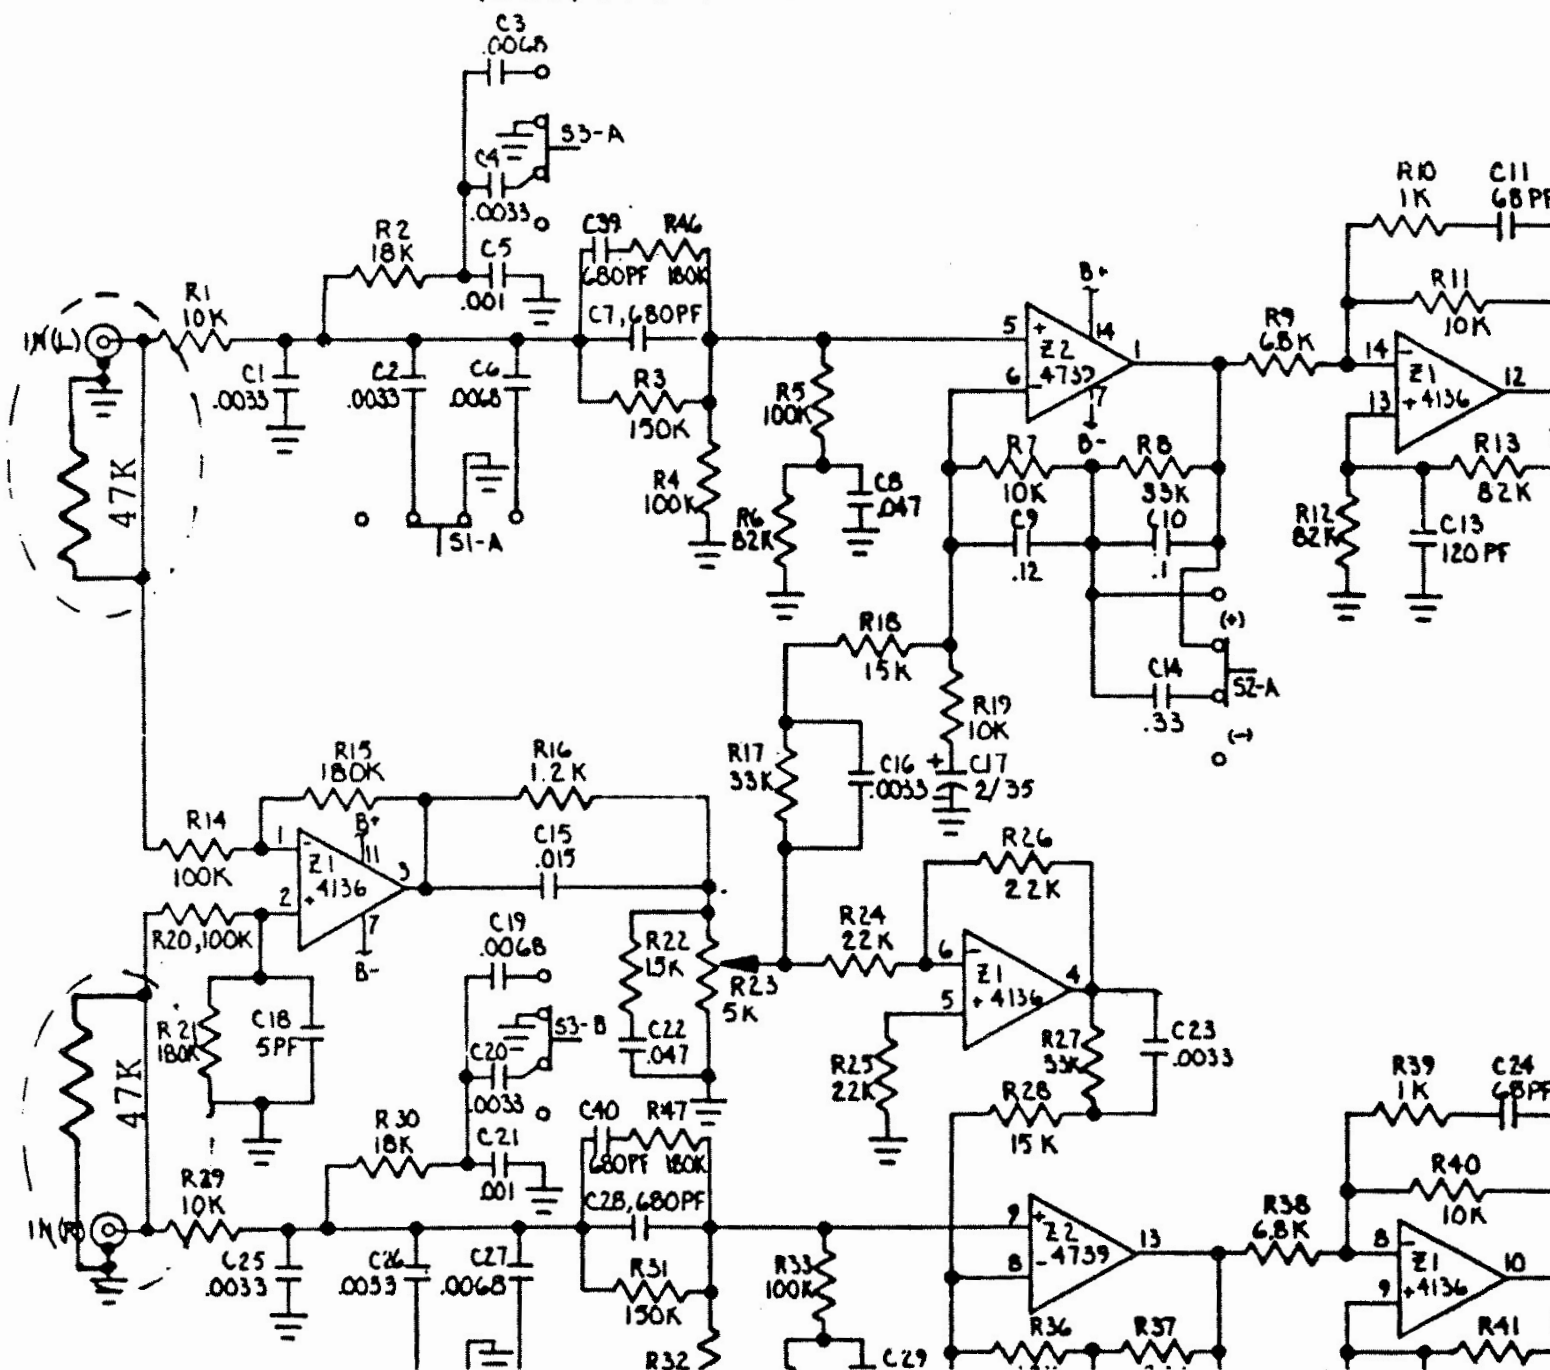 C3
.0068
S3-A
C4
.0033
R2
18K
C5
.001
C39
680PF
R46
180K
R10
1K
C11
68PF
R1
10K
IN(L)
C7, 680PF
B+
R11
10K
C1
.0033
C2
.0033
C6
.0068
R3
150K
5
+
Z2
4739
14
1
6
-
7
B-
R9
6.8K
14
-
Z1
+ 4136
12
13
R5
100K
47K
R4
100K
R7
10K
R8
33K
R13
82K
S1-A
R6
82K
C8
.047
C9
.12
C10
.1
R12
82K
C13
120PF
R18
15K
(+)
C14
.33
S2-A
(-)
R19
10K
R15
180K
R16
1.2K
R17
33K
C16
.0033
+
C17
2/35
R14
100K
B+
1
-
11
Z1
4136
3
2
+
7
B-
C15
.015
R26
22K
R20, 100K
C19
.0068
R22
15K
R24
22K
R23
5K
6
-
Z1
+ 4136
4
5
R21
180K
C18
5PF
S3-B
C20
.0033
C22
.047
R25
22K
R27
33K
C23
.0033
47K
R28
15K
R39
1K
C24
68PF
R30
18K
C21
.001
C40
680PF
R47
180K
R29
10K
IN(R)
C28, 680PF
R40
10K
C25
.0033
C26
.0033
C27
.0068
R31
150K
R33
100K
9
+
Z2
4739
13
8
-
R38
6.8K
8
-
Z1
+ 4136
10
9
R32
C29
R36
R37
R41